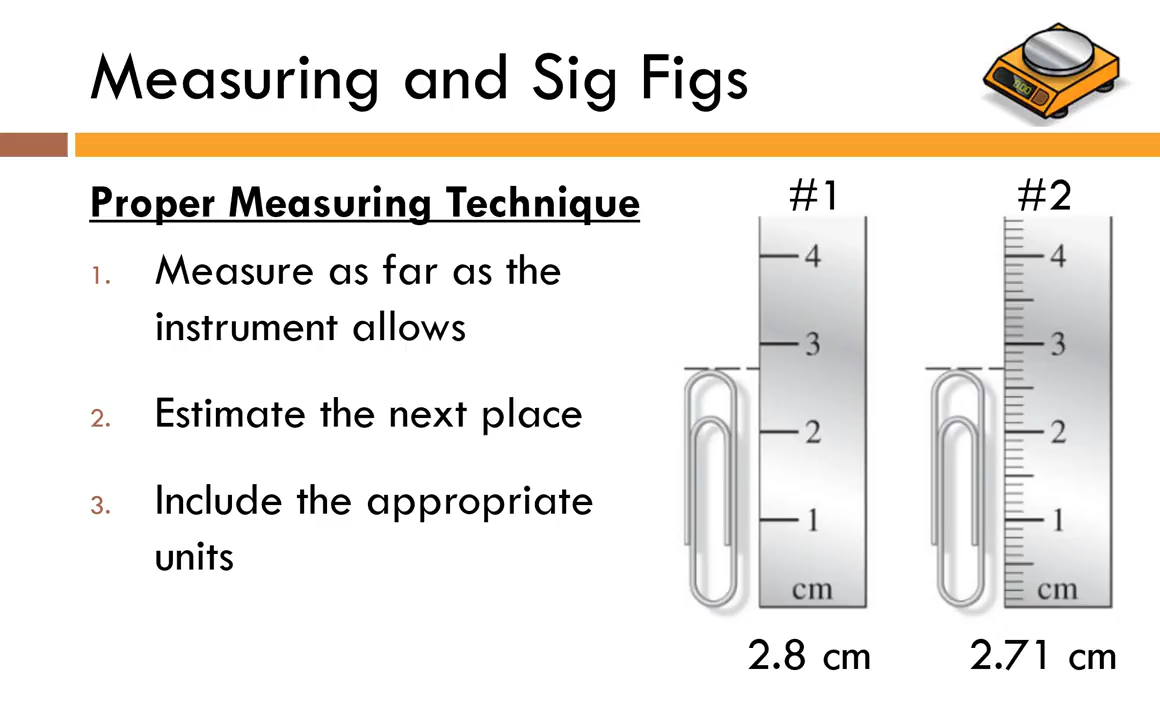 Measuring and Sig Figs
Proper Measuring Technique
1. Measure as far as the
instrument allows
2. Estimate the next place
3. Include the appropriate
units
#1
4
3
2
1
cm
2.8 cm
#2
4
3
2
1
cm
2.71 cm